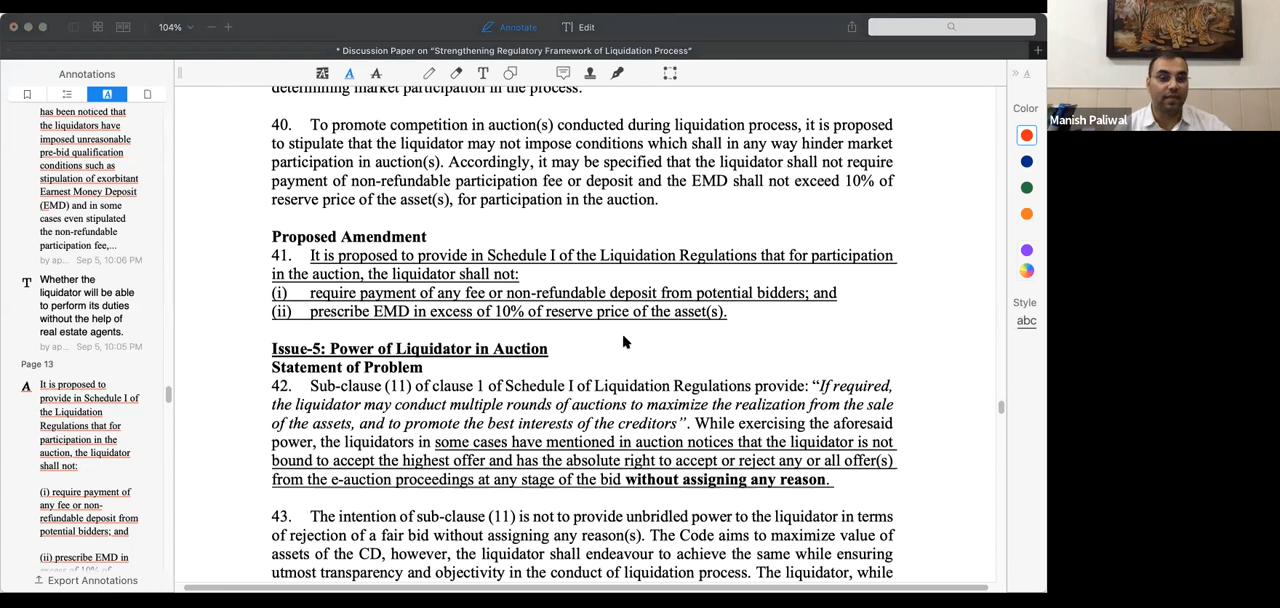 104%
Annotate
Edit
* Discussion Paper on “Strengthening Regulatory Framework of Liquidation Process”
Annotations
has been noticed that
the liquidators have
imposed unreasonable
pre-bid qualification
conditions such as
stipulation of exorbitant
Earnest Money Deposit
(EMD) and in some
cases even stipulated
the non-refundable
participation fee,...
by ap... Sep 5, 10:06 PM
T Whether the
liquidator will be able
to perform its duties
without the help of
real estate agents.
by ap... Sep 5, 10:05 PM
Page 13
A It is proposed to
provide in Schedule I of
the Liquidation
Regulations that for
participation in the
auction, the liquidator
shall not:
(i) require payment of
any fee or non-
refundable deposit from
potential bidders; and
(ii) prescribe EMD in
excess of 10% of
Export Annotations
determining market participation in the process.
40. To promote competition in auction(s) conducted during liquidation process, it is proposed
to stipulate that the liquidator may not impose conditions which shall in any way hinder market
participation in auction(s). Accordingly, it may be specified that the liquidator shall not require
payment of non-refundable participation fee or deposit and the EMD shall not exceed 10% of
reserve price of the asset(s), for participation in the auction.
Proposed Amendment
41. It is proposed to provide in Schedule I of the Liquidation Regulations that for participation
in the auction, the liquidator shall not:
(i) require payment of any fee or non-refundable deposit from potential bidders; and
(ii) prescribe EMD in excess of 10% of reserve price of the asset(s).
Issue-5: Power of Liquidator in Auction
Statement of Problem
42. Sub-clause (11) of clause 1 of Schedule I of Liquidation Regulations provide: “If required,
the liquidator may conduct multiple rounds of auctions to maximize the realization from the sale
of the assets, and to promote the best interests of the creditors”. While exercising the aforesaid
power, the liquidators in some cases have mentioned in auction notices that the liquidator is not
bound to accept the highest offer and has the absolute right to accept or reject any or all offer(s)
from the e-auction proceedings at any stage of the bid without assigning any reason.
43. The intention of sub-clause (11) is not to provide unbridled power to the liquidator in terms
of rejection of a fair bid without assigning any reason(s). The Code aims to maximize value of
assets of the CD, however, the liquidator shall endeavour to achieve the same while ensuring
utmost transparency and objectivity in the conduct of liquidation process. The liquidator, while
Color
Style
abc
Manish Paliwal